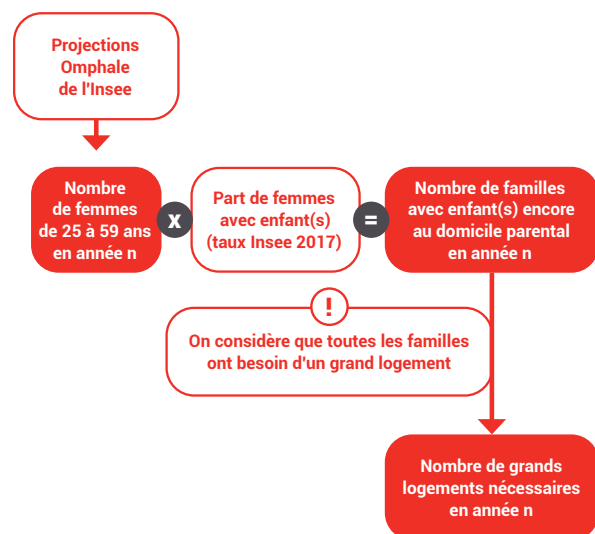 Projections
Omphale
de l'Insee
Nombre
de femmes
de 25 à 59 ans
en année n
x
Part de femmes
avec enfant(s)
(taux Insee 2017)
=
Nombre de familles
avec enfant(s) encore
au domicile parental
en année n
!
On considère que toutes les familles
ont besoin d'un grand logement
Nombre de grands
logements nécessaires
en année n